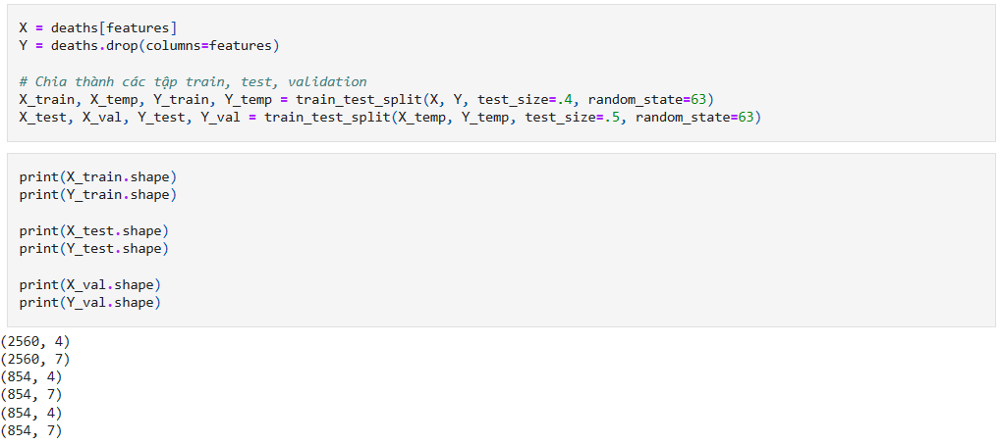 X = deaths[features]
Y = deaths.drop(columns=features)
# Chia thành các tập train, test, validation
X_train, X_temp, Y_train, Y_temp = train_test_split(X, Y, test_size=.4, random_state=63)
X_test, X_val, Y_test, Y_val = train_test_split(X_temp, Y_temp, test_size=.5, random_state=63)
print(X_train.shape)
print(Y_train.shape)
print(X_test.shape)
print(Y_test.shape)
print(X_val.shape)
print(Y_val.shape)
(2560, 4)
(2560, 7)
(854, 4)
(854, 7)
(854, 4)
(854, 7)